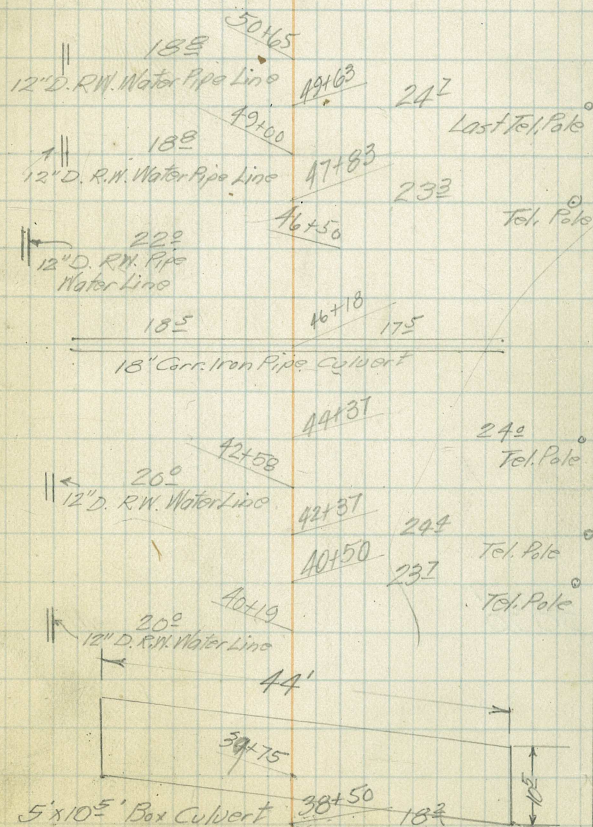 50+65
18⁸
12"D. R.W. Water Pipe Line
49+63
24⁷
Last Tel. Pole
49+00
18⁸
12"D. R.W. Water Pipe Line
47+83
23³
Tel. Pole
46+50
22⁰
12"D. R.W. Pipe
Water Line
46+18
18⁵
17⁵
18" Corr. Iron Pipe Culvert
44+37
24⁰
Tel. Pole
42+58
20⁰
12"D. R.W. Water Line
42+37
24⁴
Tel. Pole
40+50
23⁷
Tel. Pole
40+19
20⁰
12" D. R.W. Water Line
44'
39+75
10⁵
5'x10⁵' Box Culvert
38+50